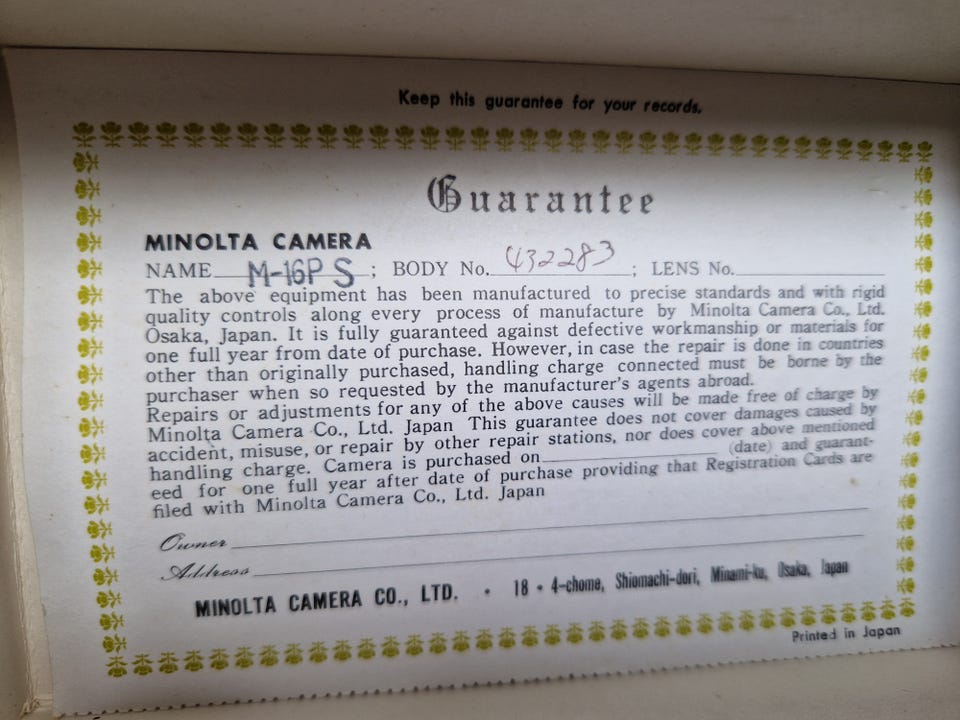 Keep this guarantee for your records.
Guarantee
MINOLTA CAMERA
NAME M-16PS; BODY No. 432283; LENS No.
The above equipment has been manufactured to precise standards and with rigid
quality controls along every process of manufacture by Minolta Camera Co., Ltd.
Osaka, Japan. It is fully guaranteed against defective workmanship or materials for
one full year from date of purchase. However, in case the repair is done in countries
other than originally purchased, handling charge connected must be borne by the
purchaser when so requested by the manufacturer's agents abroad.
Repairs or adjustments for any of the above causes will be made free of charge by
Minolta Camera Co., Ltd. Japan This guarantee does not cover damages caused by
accident, misuse, or repair by other repair stations, nor does cover above mentioned
handling charge. Camera is purchased on (date) and guarant-
eed for one full year after date of purchase providing that Registration Cards are
filed with Minolta Camera Co., Ltd. Japan
Owner
Address
MINOLTA CAMERA CO., LTD. • 18 • 4-chome, Shiomachi-dori, Minami-ku, Osaka, Japan
Printed in Japan